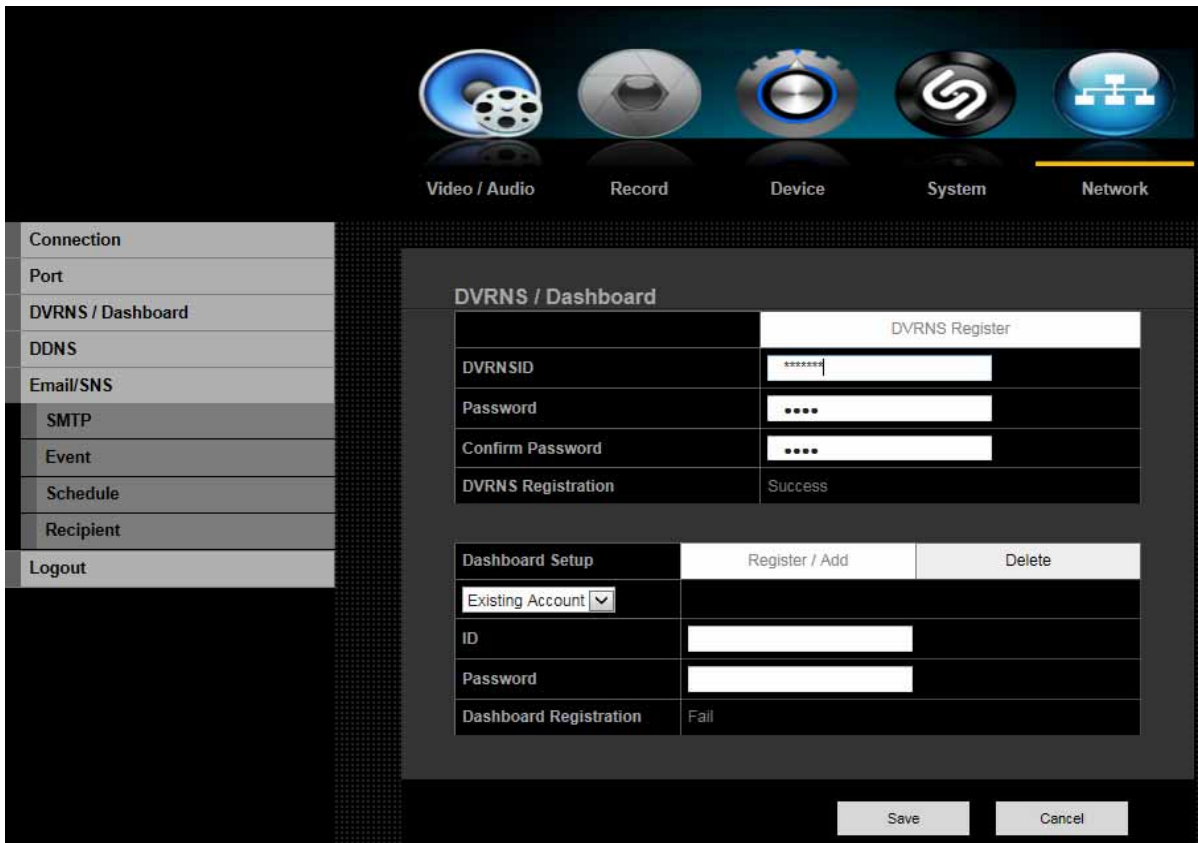 Video / Audio Record Device System Network
Connection
Port
DVRNS / Dashboard
DDNS
Email/SNS
SMTP
Event
Schedule
Recipient
Logout
DVRNS / Dashboard
DVRNS Register
DVRNSID *******
Password ••••
Confirm Password ••••
DVRNS Registration Success
Dashboard Setup Register / Add Delete
Existing Account
ID
Password
Dashboard Registration Fail
Save Cancel